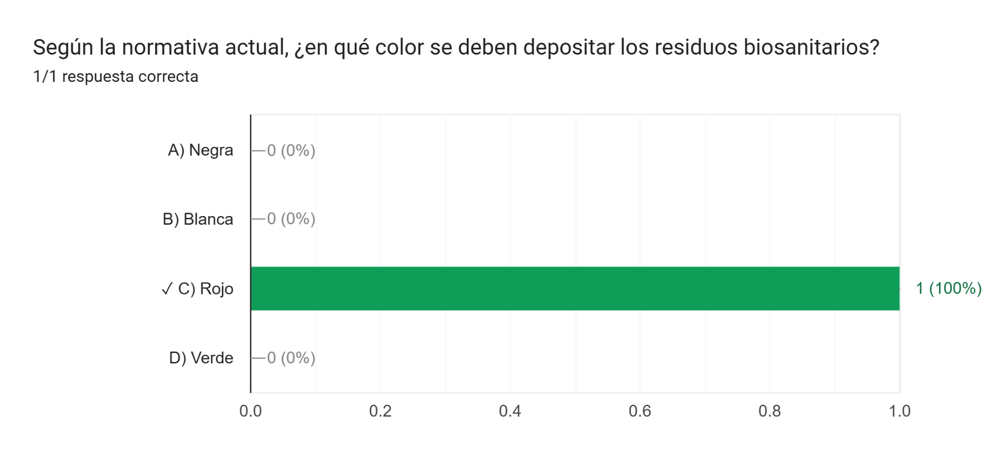 Según la normativa actual, ¿en qué color se deben depositar los residuos biosanitarios?
1/1 respuesta correcta
A) Negra
0 (0%)
B) Blanca
0 (0%)
✓ C) Rojo
1 (100%)
D) Verde
0 (0%)
0.0 0.2 0.4 0.6 0.8 1.0